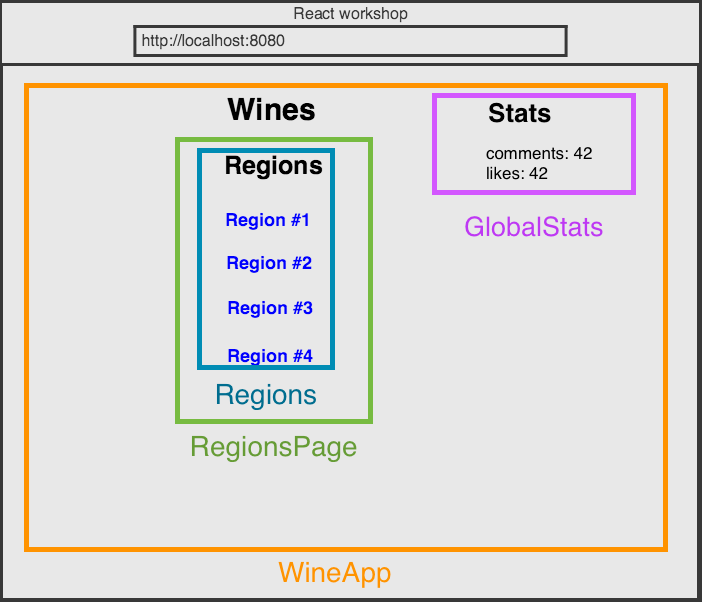 React workshop
http://localhost:8080
Wines
Regions
Region #1
Region #2
Region #3
Region #4
Regions
RegionsPage
Stats
comments: 42
likes: 42
GlobalStats
WineApp